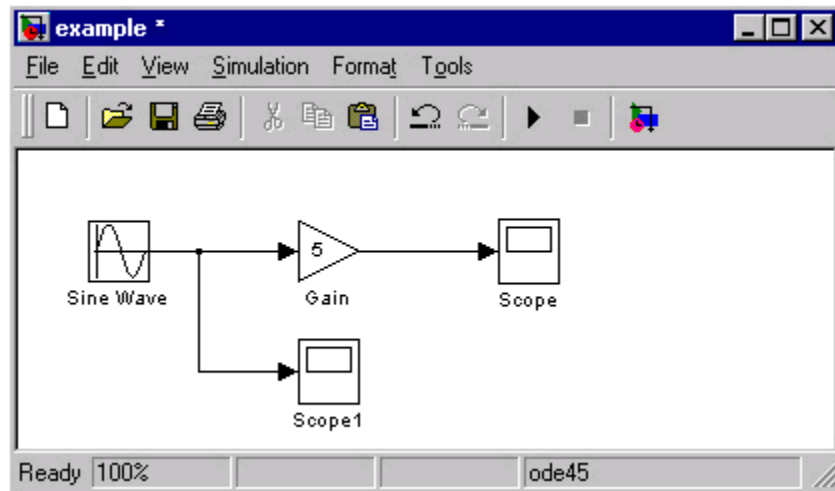 example *
File Edit View Simulation Format Tools
5
Sine Wave Gain Scope
Scope1
Ready 100% ode45